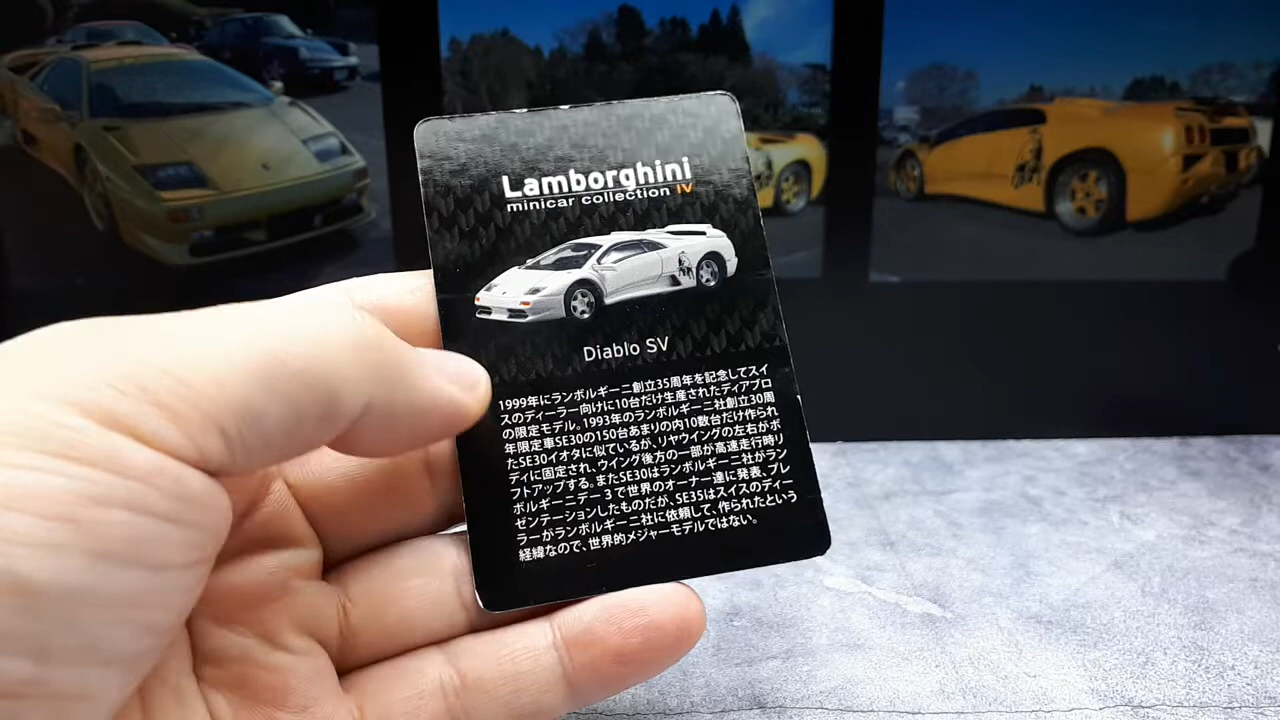 Lamborghini
minicar collection IV
Diablo SV
1999年にランボルギーニ創立35周年を記念してスイ
スのディーラー向けに10台だけ生産されたディアブロ
の限定モデル。1993年のランボルギーニ社創立30周
年限定車SE30の150台あまりの内10数台だけ作られ
たSE30イオタに似ているが、リヤウイングの左右がボ
ディに固定され、ウイング後方の一部が高速走行時リ
フトアップする。またSE30はランボルギーニ社がラン
ボルギーニデー3で世界のオーナー達に発表、プレ
ゼンテーションしたものだが、SE35はスイスのディー
ラーがランボルギーニ社に依頼して、作られたという
経緯なので、世界的メジャーモデルではない。